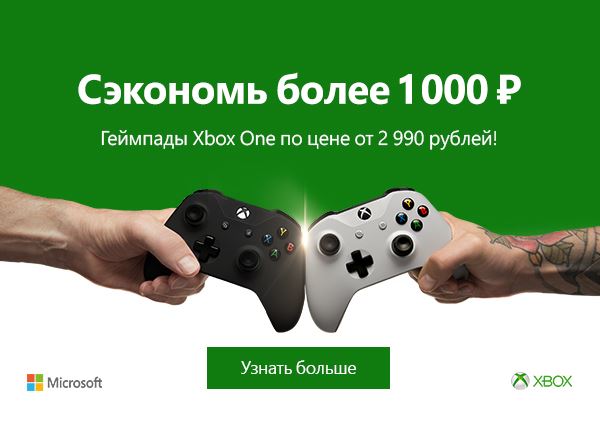 Сэкономь более 1 000 ₽
Геймпады Xbox One по цене от 2 990 рублей!
Узнать больше
Microsoft
XBOX